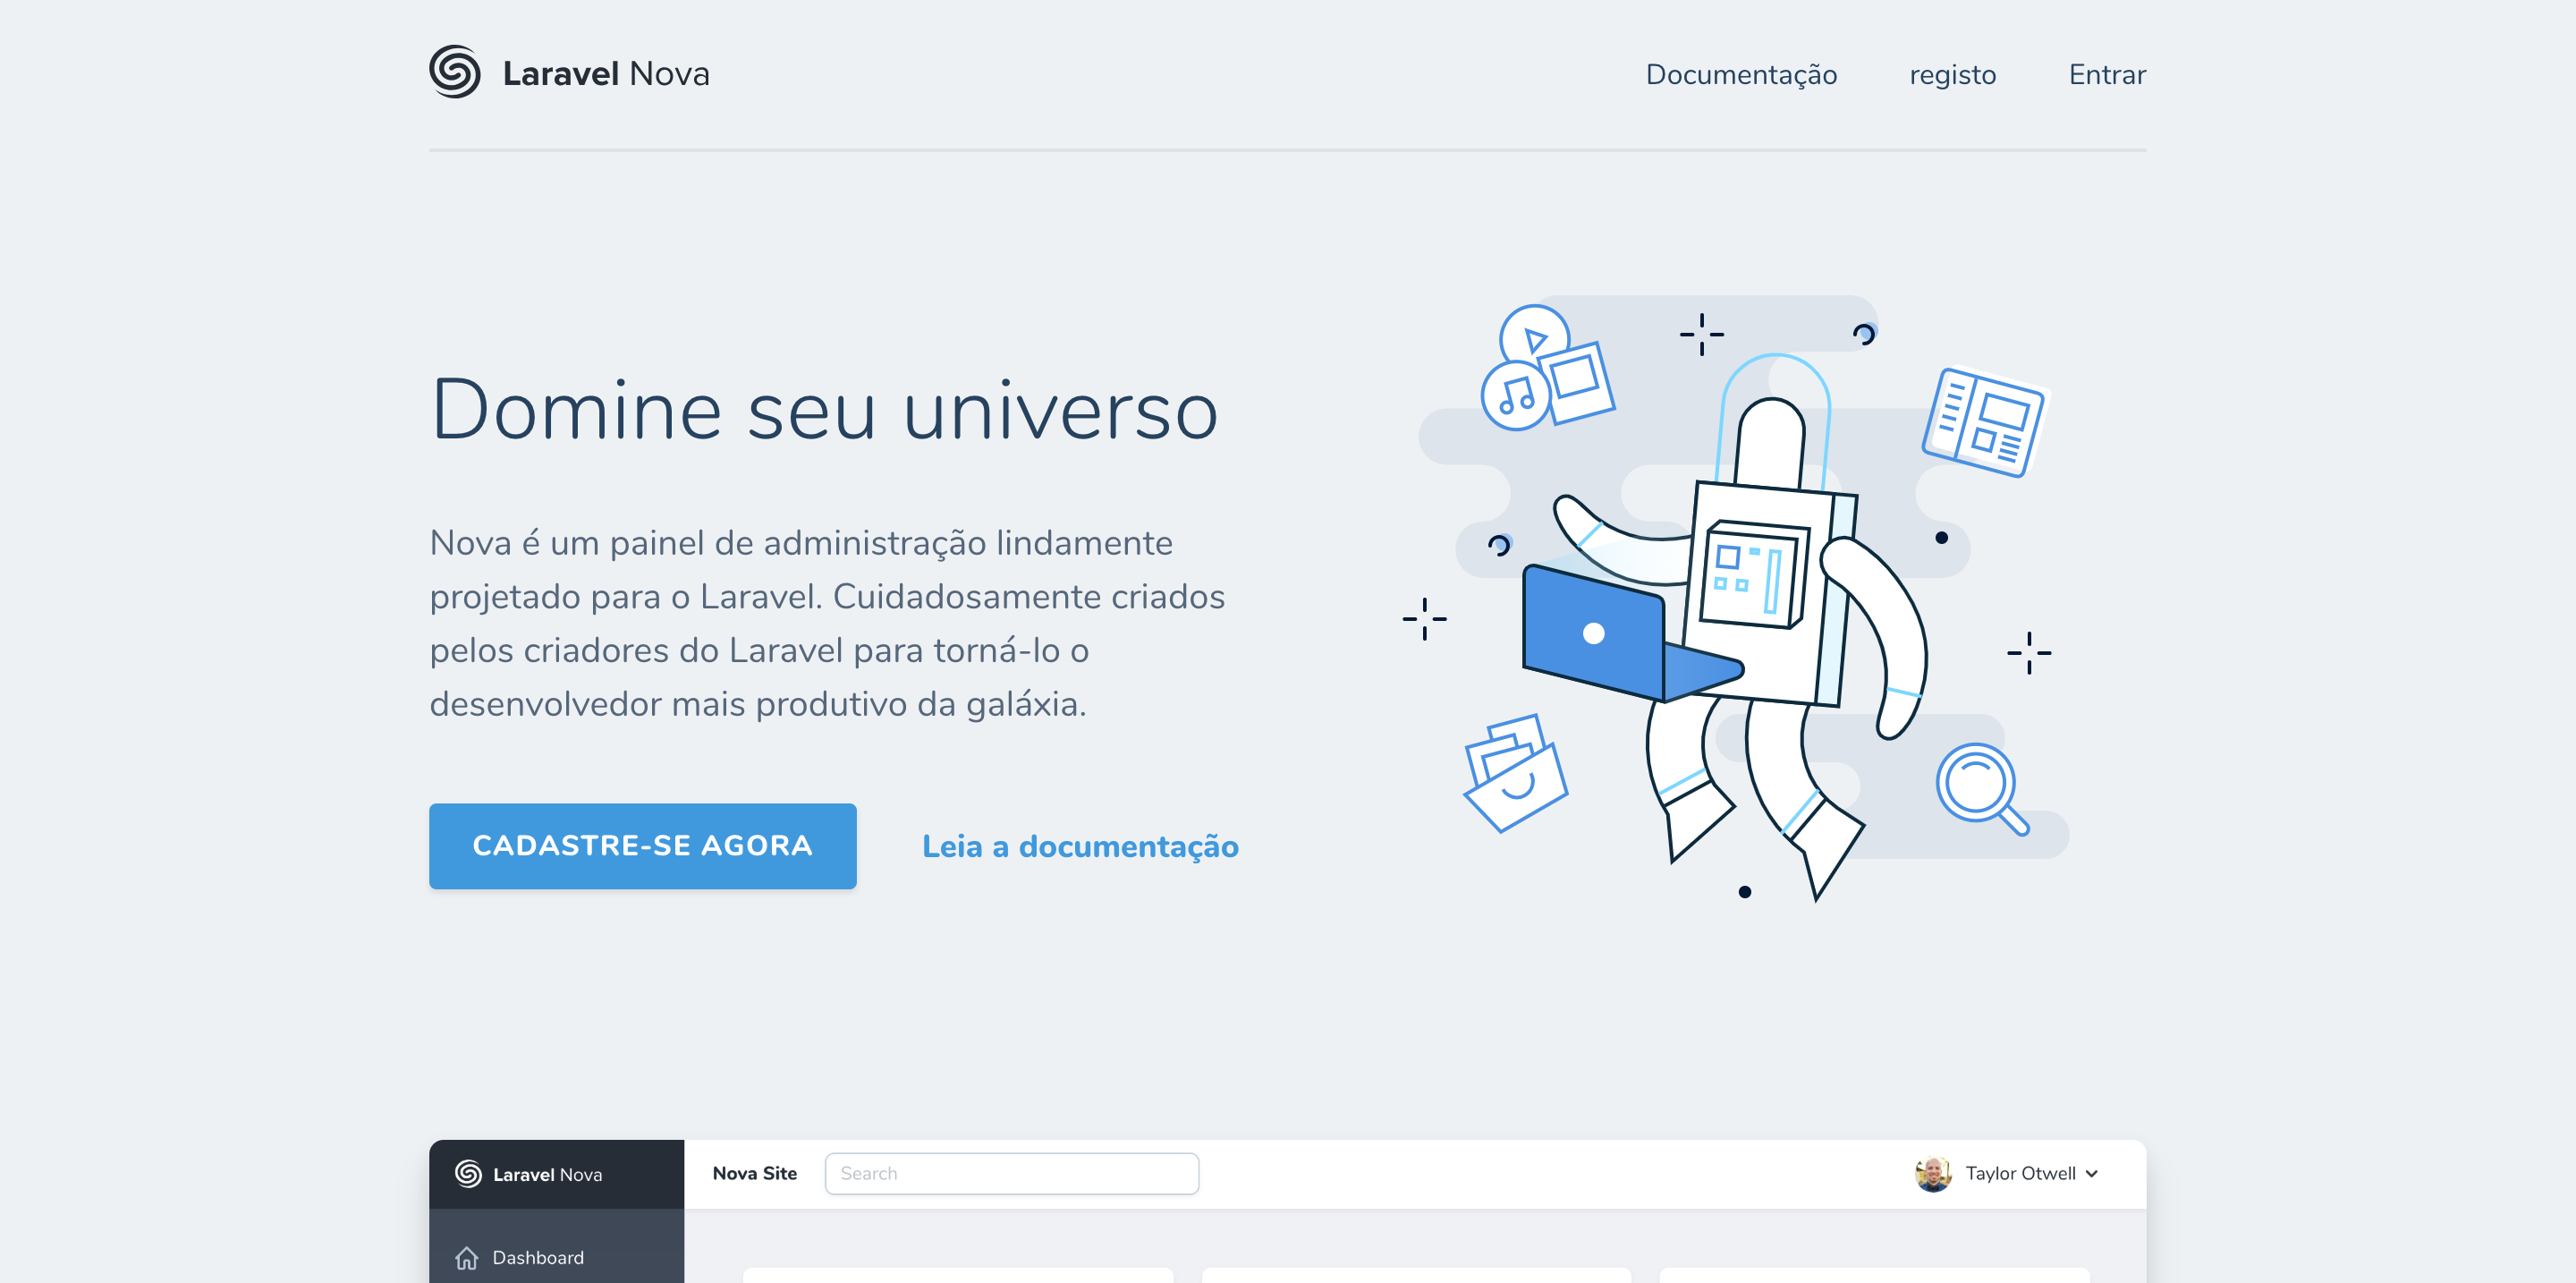 Laravel Nova
Documentação registo Entrar
Domine seu universo
Nova é um painel de administração lindamente
projetado para o Laravel. Cuidadosamente criados
pelos criadores do Laravel para torná-lo o
desenvolvedor mais produtivo da galáxia.
CADASTRE-SE AGORA Leia a documentação
Laravel Nova Nova Site Search Taylor Otwell
Dashboard